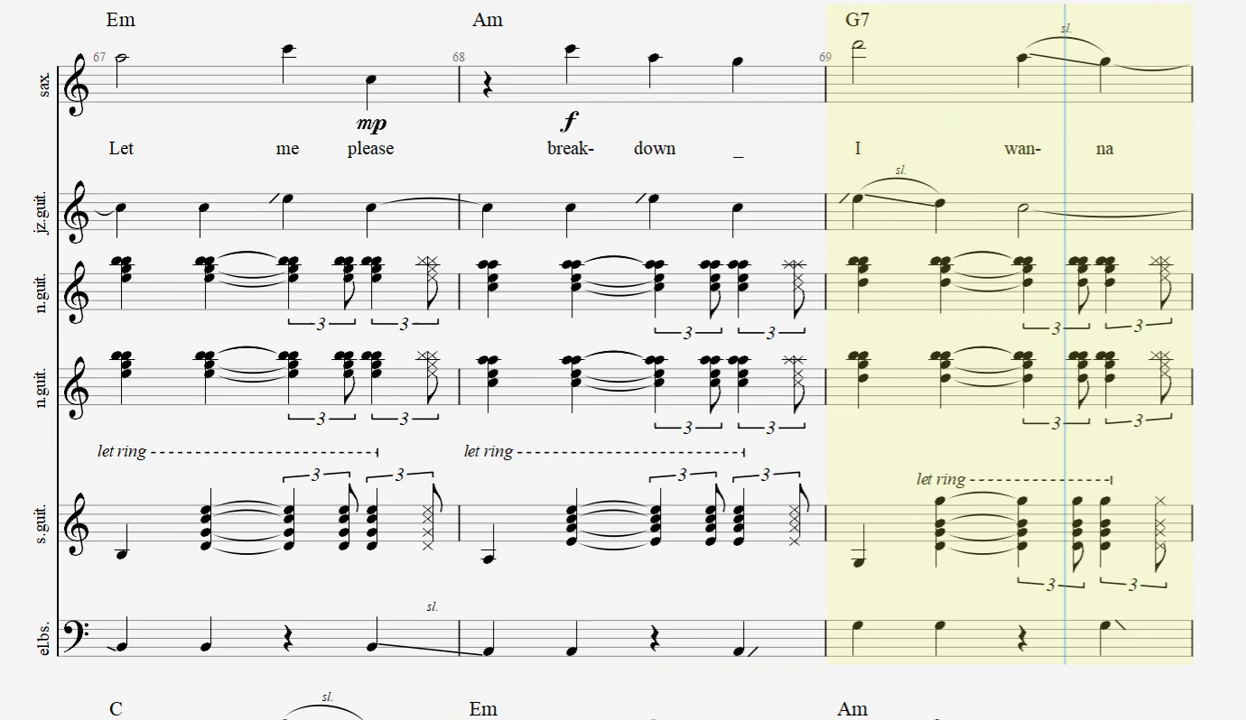 Em Am G7
67 68 69
sl.
sax.
mp f
Let me please break- down _ I wan- na
sl.
jz.guit.
n.guit.
3 3 3 3 3 3
n.guit.
3 3 3 3 3 3
let ring let ring let ring
3 3 3 3
s.guit.
3 3
sl.
el.bs.
sl.
C Em Am